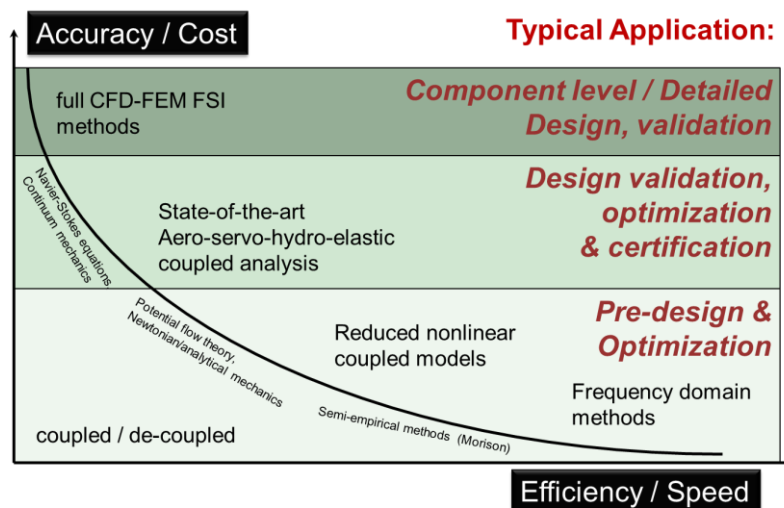 Accuracy / Cost
Typical Application:
full CFD-FEM FSI
methods
Component level / Detailed
Design, validation
Navier-Stokes equations,
Continuum mechanics
State-of-the-art
Aero-servo-hydro-elastic
coupled analysis
Design validation,
optimization
& certification
Potential flow theory,
Newtonian/analytical mechanics
Reduced nonlinear
coupled models
Pre-design &
Optimization
Semi-empirical methods (Morison)
Frequency domain
methods
coupled / de-coupled
Efficiency / Speed